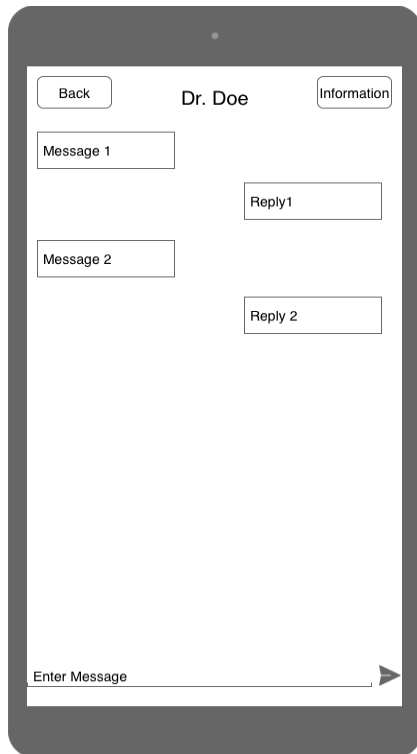 Back
Dr. Doe
Information
Message 1
Reply1
Message 2
Reply 2
Enter Message